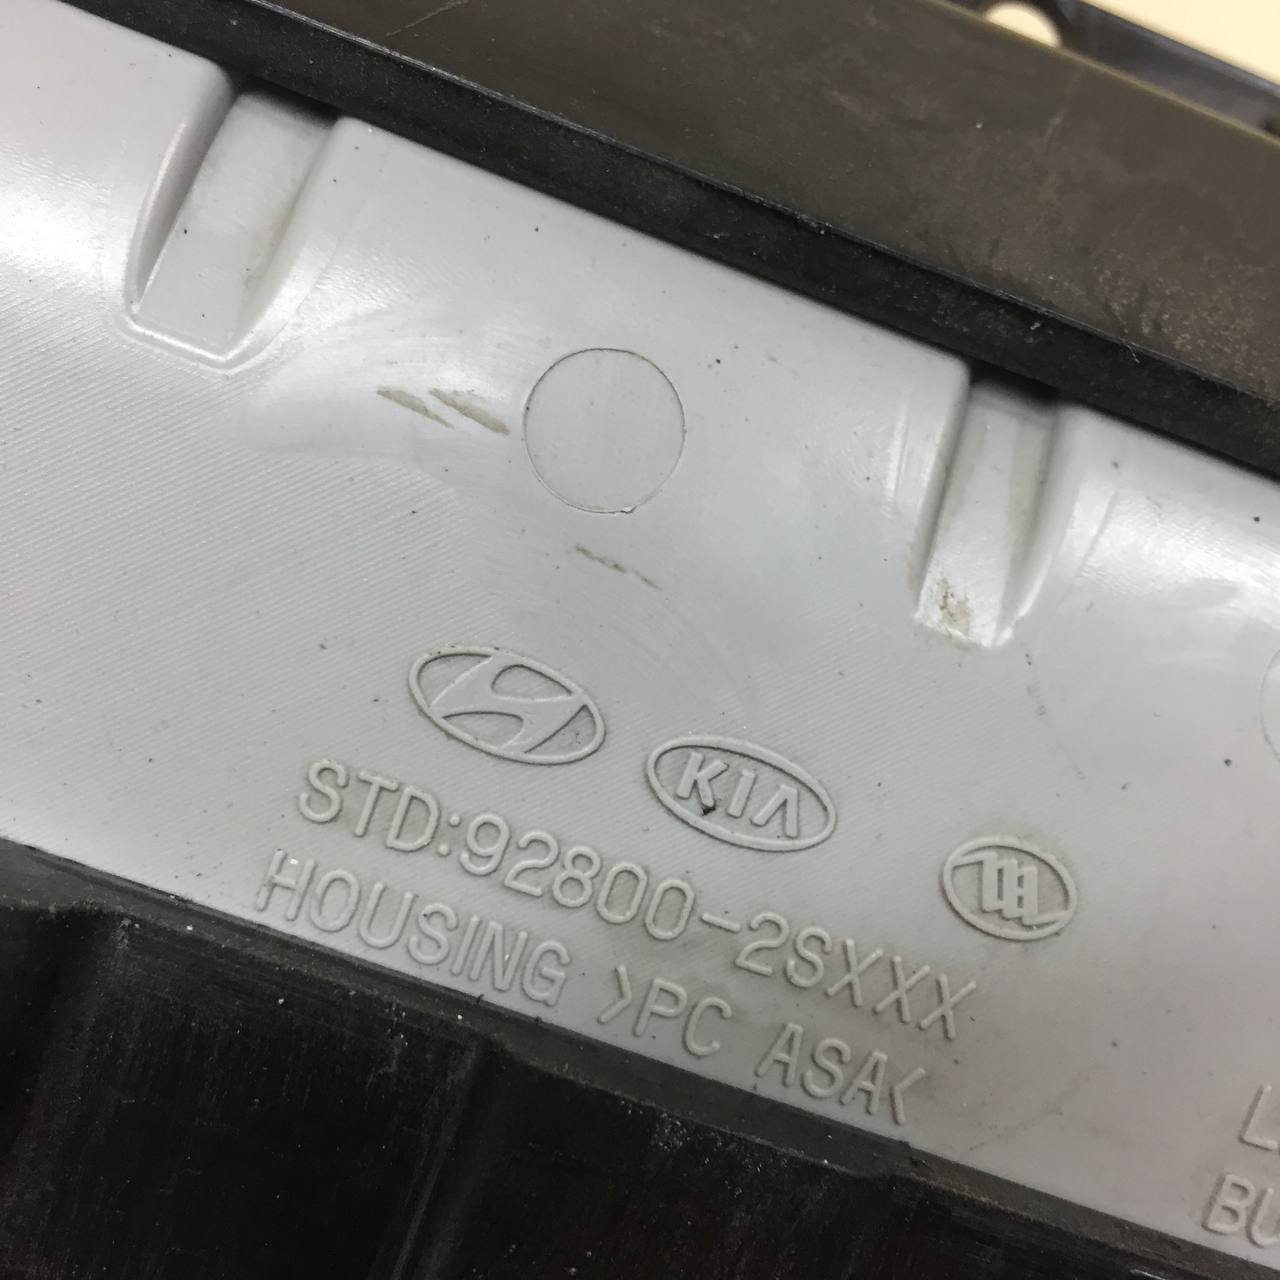 KIA
STD:92800-2SXXX
HOUSING >PC ASA<